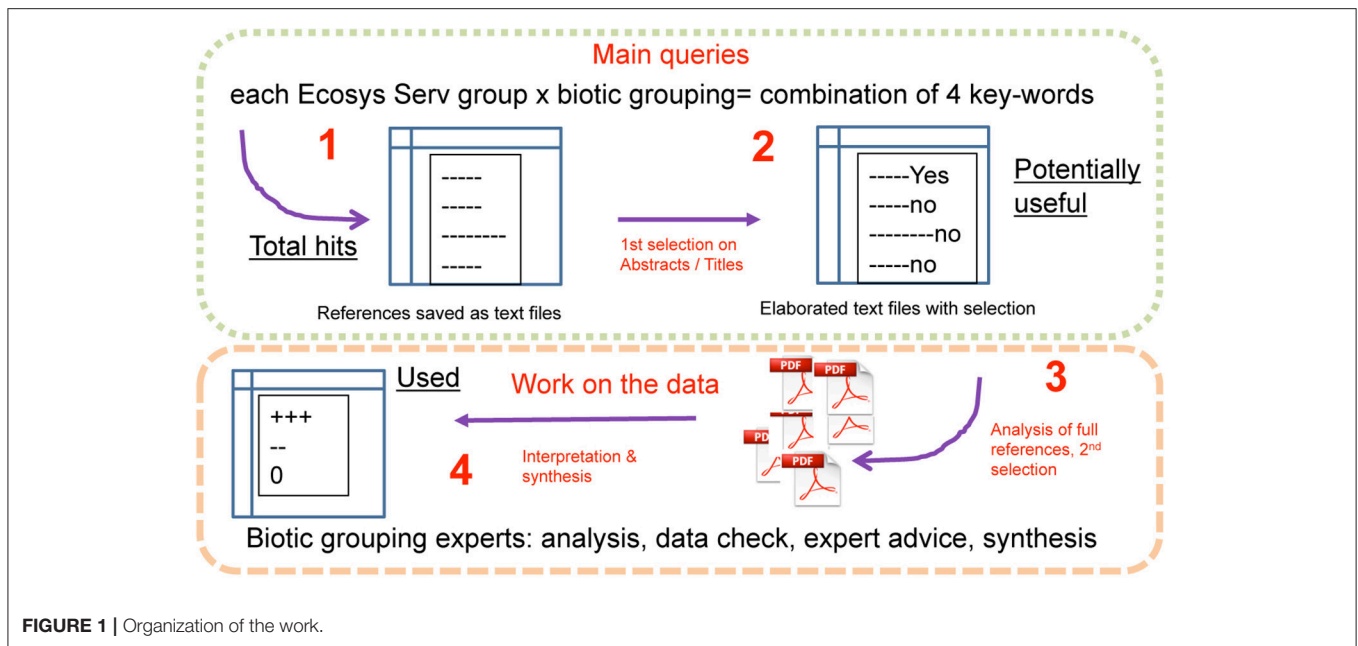 Main queries
each Ecosys Serv group x biotic grouping= combination of 4 key-words
1
-----
-----
--------
-----
Total hits
References saved as text files
1st selection on
Abstracts / Titles
2
-----Yes
-----no
---------no
-----no
Potentially
useful
Elaborated text files with selection
3
Analysis of full
references, 2nd
selection
PDF
PDF
PDF
PDF
Work on the data
4
Interpretation &
synthesis
Used
+++
--
0
Biotic grouping experts: analysis, data check, expert advice, synthesis
FIGURE 1 | Organization of the work.